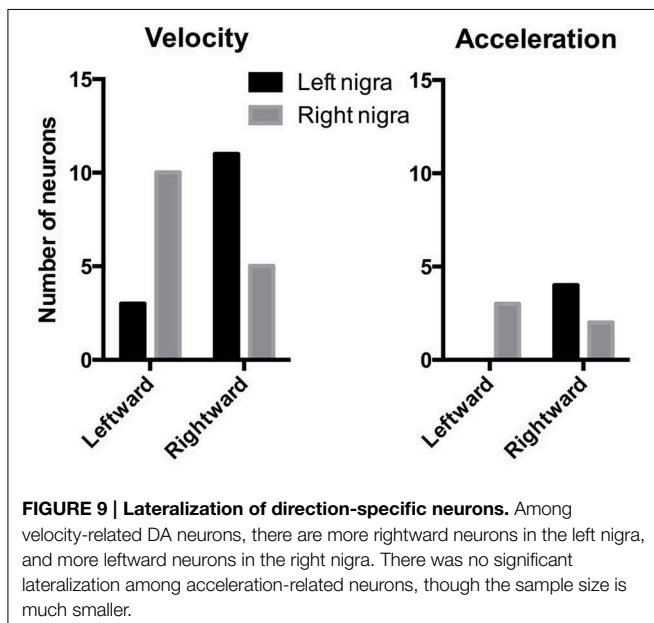 Velocity
Acceleration
Left nigra
Right nigra
Number of neurons
15
10
5
0
Leftward
Rightward
15
10
5
0
Leftward
Rightward
FIGURE 9 | Lateralization of direction-specific neurons. Among
velocity-related DA neurons, there are more rightward neurons in the left nigra,
and more leftward neurons in the right nigra. There was no significant
lateralization among acceleration-related neurons, though the sample size is
much smaller.